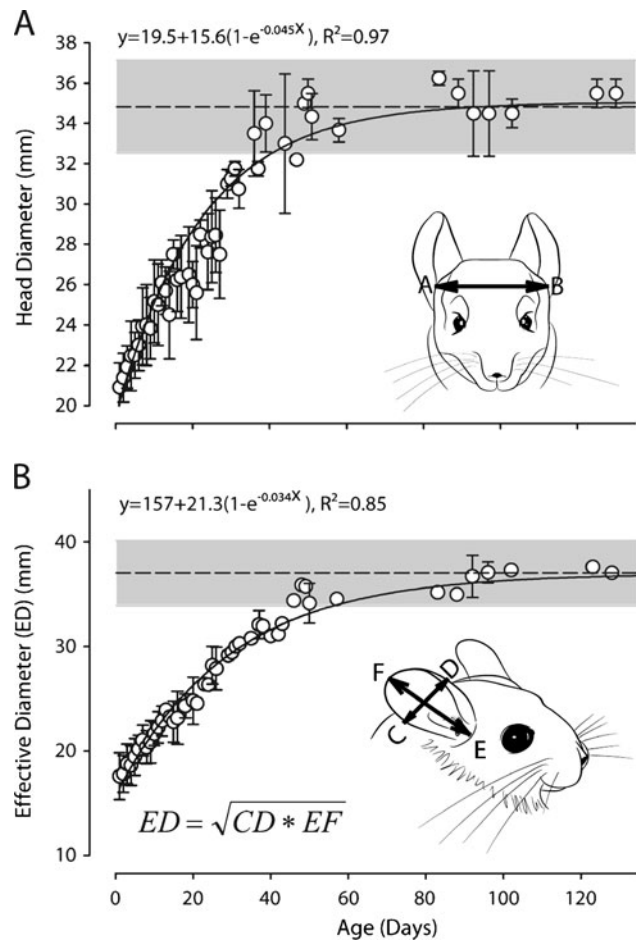 A
y=19.5+15.6(1-e^-0.045X), R²=0.97
38
36
34
32
30
28
26
24
22
20
Head Diameter (mm)
A B
B
y=157+21.3(1-e^-0.034X), R²=0.85
40
30
20
10
Effective Diameter (ED) (mm)
F D
C E
ED = √CD * EF
0 20 40 60 80 100 120
Age (Days)